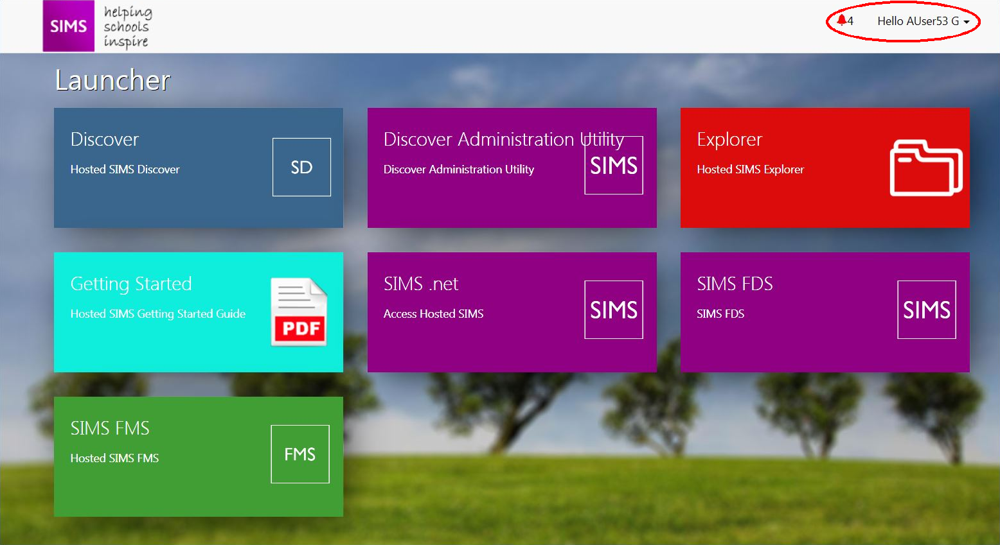 SIMS
helping
schools
inspire
4
Hello AUser53 G
Launcher
Discover
Hosted SIMS Discover
SD
Discover Administration Utility
Discover Administration Utility
SIMS
Explorer
Hosted SIMS Explorer
Getting Started
Hosted SIMS Getting Started Guide
PDF
SIMS .net
Access Hosted SIMS
SIMS
SIMS FDS
SIMS FDS
SIMS
SIMS FMS
Hosted SIMS FMS
FMS